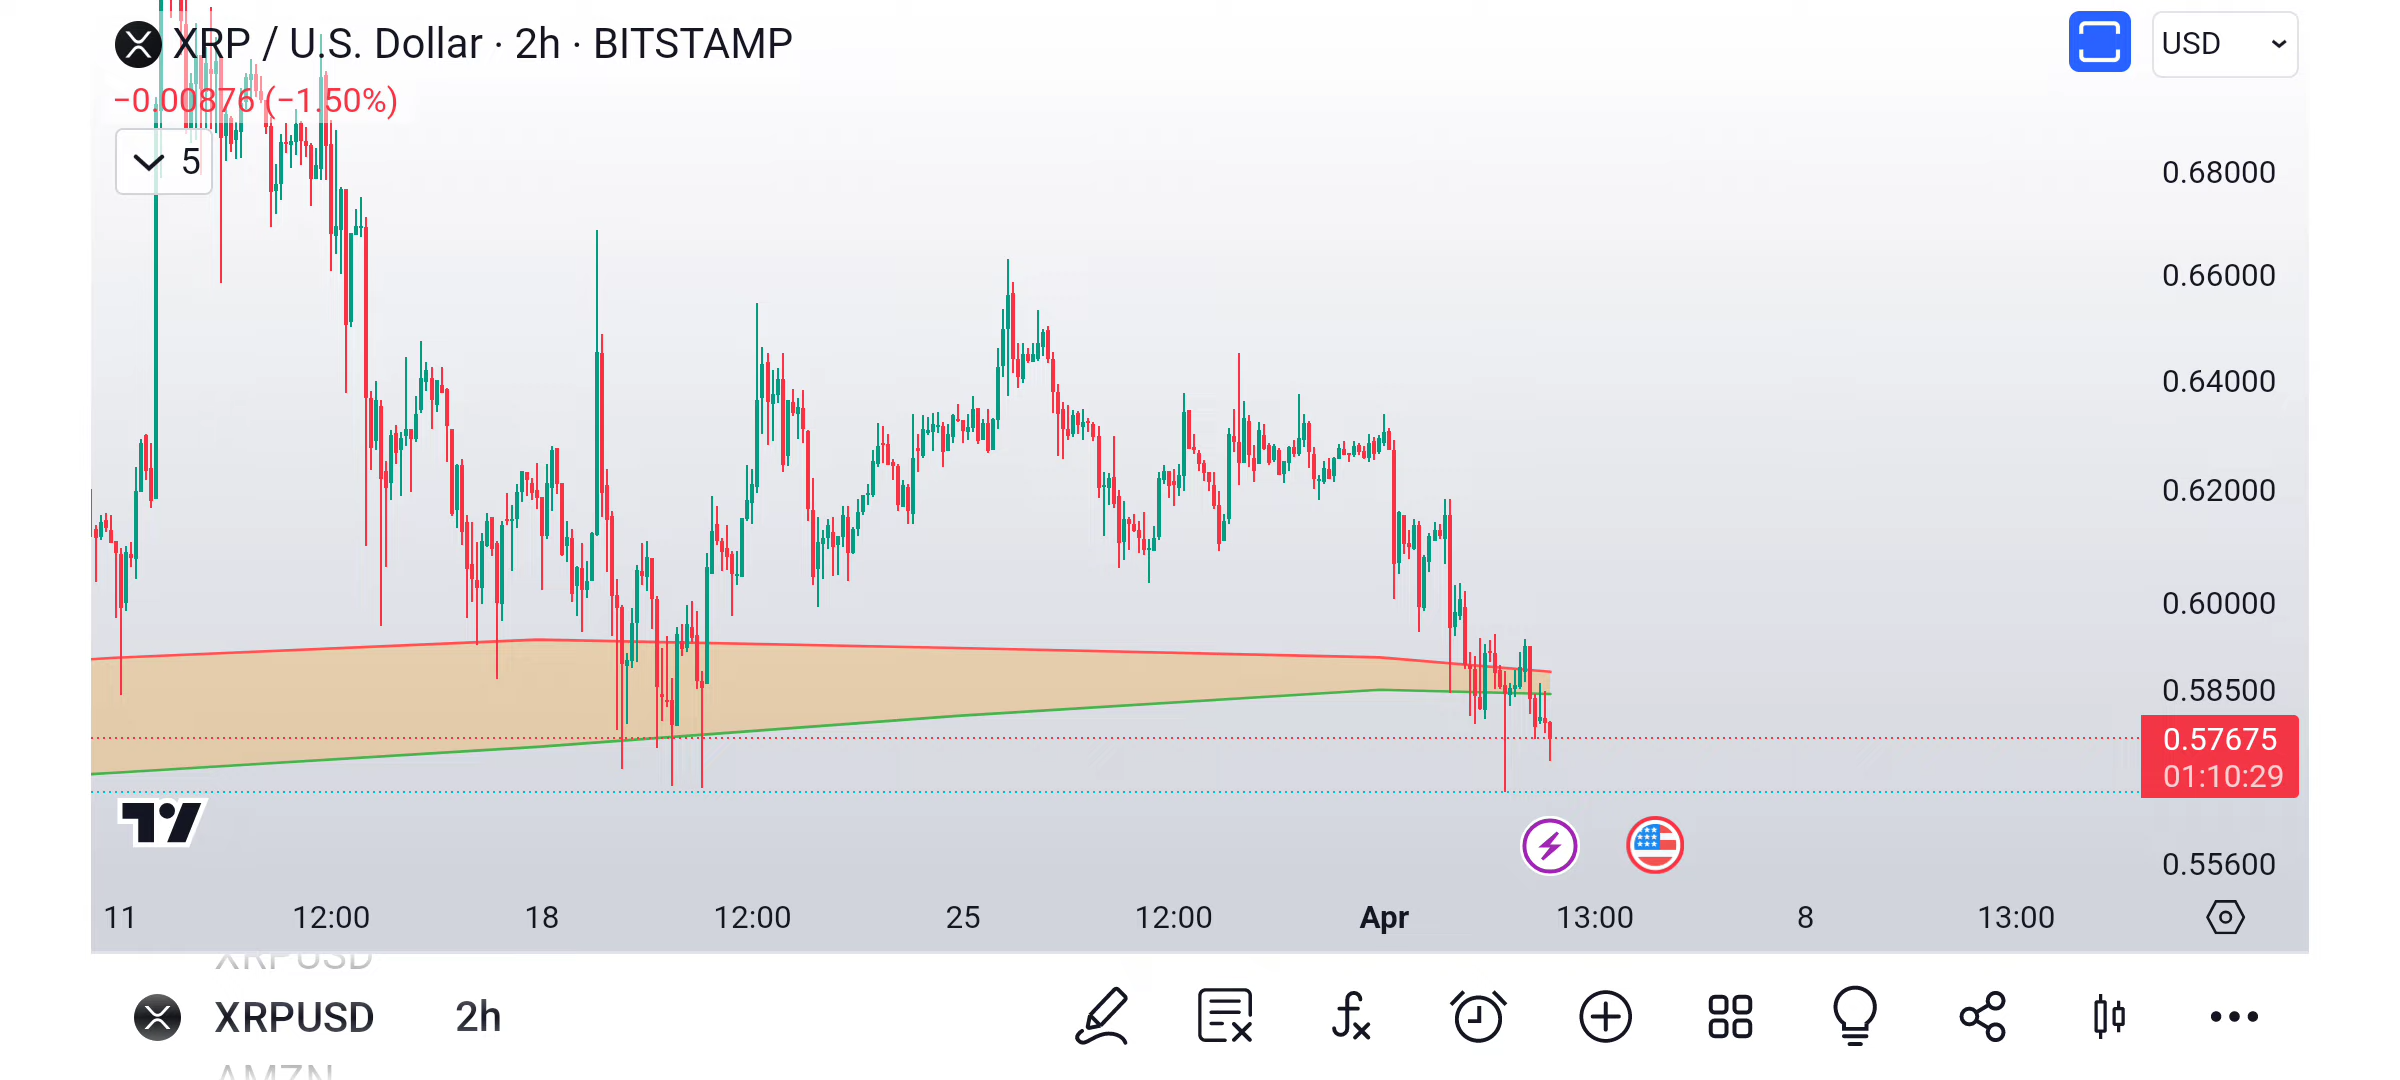 XRP / U.S. Dollar · 2h · BITSTAMP
USD
−0.00876 (−1.50%)
5
0.68000
0.66000
0.64000
0.62000
0.60000
0.58500
0.57675
01:10:29
0.55600
11 12:00 18 12:00 25 12:00 Apr 13:00 8 13:00
XRPUSD
XRPUSD 2h
AMZN